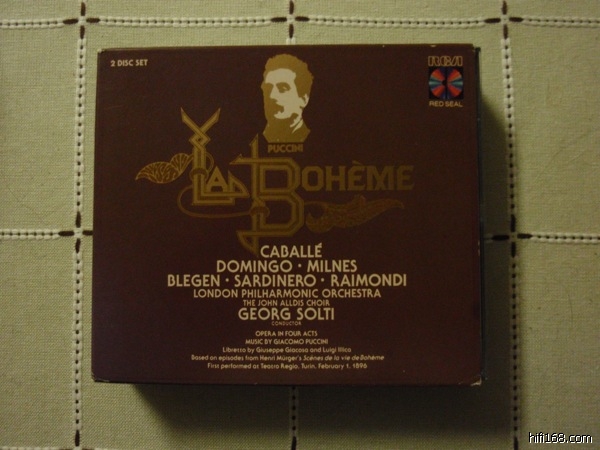 2 DISC SET
RCA
RED SEAL
PUCCINI
LA BOHÈME
CABALLÉ
DOMINGO · MILNES
BLEGEN · SARDINERO · RAIMONDI
LONDON PHILHARMONIC ORCHESTRA
THE JOHN ALLDIS CHOIR
GEORG SOLTI
CONDUCTOR
OPERA IN FOUR ACTS
MUSIC BY GIACOMO PUCCINI
Libretto by Giuseppe Giacosa and Luigi Illica
Based on episodes from Henri Mürger's Scènes de la vie de Bohème
First performed at Teatro Regio, Turin, February 1, 1896
hifi168.com